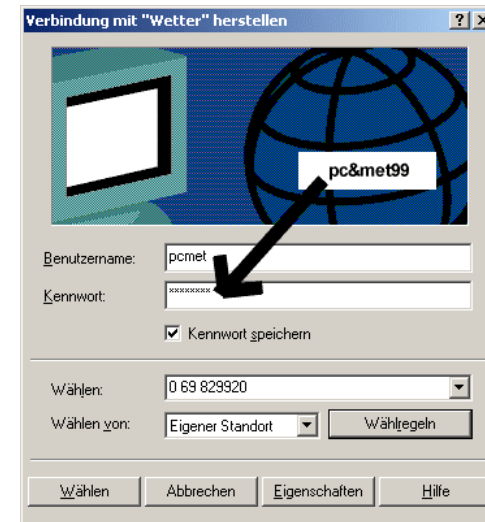 Verbindung mit "Wetter" herstellen
pc&met99
Benutzername: pcmet
Kennwort: ********
Kennwort speichern
Wählen: 0 69 829920
Wählen von: Eigener Standort Wählregeln
Wählen Abbrechen Eigenschaften Hilfe